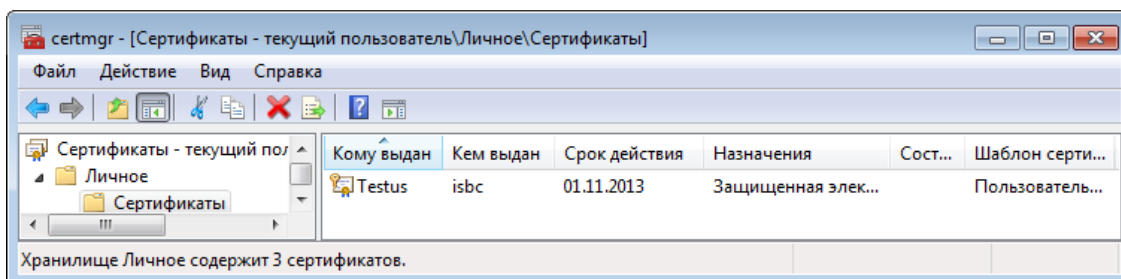 certmgr - [Сертификаты - текущий пользователь\Личное\Сертификаты]
Файл Действие Вид Справка
Сертификаты - текущий пол
Личное
Сертификаты
Кому выдан Кем выдан Срок действия Назначения Сост... Шаблон серти...
Testus isbc 01.11.2013 Защищенная элек... Пользователь...
Хранилище Личное содержит 3 сертификатов.